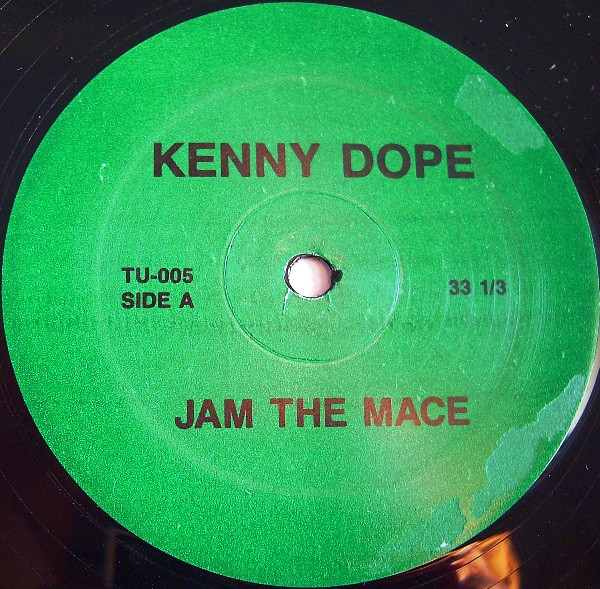 KENNY DOPE
TU-005
SIDE A
33 1/3
JAM THE MACE